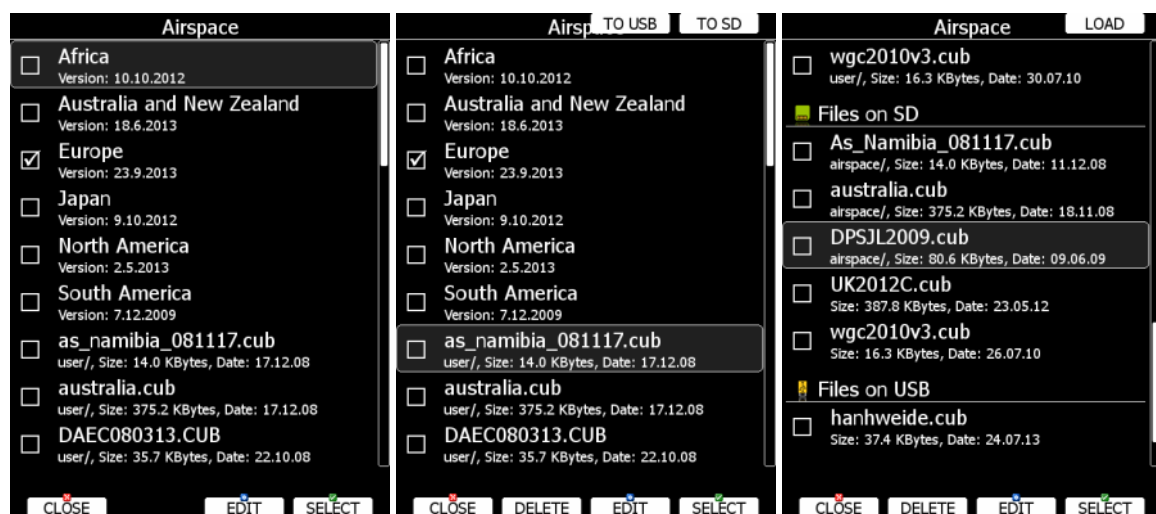 Airspace
Africa
Version: 10.10.2012
Australia and New Zealand
Version: 18.6.2013
Europe
Version: 23.9.2013
Japan
Version: 9.10.2012
North America
Version: 2.5.2013
South America
Version: 7.12.2009
as_namibia_081117.cub
user/, Size: 14.0 KBytes, Date: 17.12.08
australia.cub
user/, Size: 375.2 KBytes, Date: 17.12.08
DAEC080313.CUB
user/, Size: 35.7 KBytes, Date: 22.10.08
CLOSE EDIT SELECT
TO USB TO SD
Africa
Version: 10.10.2012
Australia and New Zealand
Version: 18.6.2013
Europe
Version: 23.9.2013
Japan
Version: 9.10.2012
North America
Version: 2.5.2013
South America
Version: 7.12.2009
as_namibia_081117.cub
user/, Size: 14.0 KBytes, Date: 17.12.08
australia.cub
user/, Size: 375.2 KBytes, Date: 17.12.08
DAEC080313.CUB
user/, Size: 35.7 KBytes, Date: 22.10.08
CLOSE DELETE EDIT SELECT
Airspace LOAD
wgc2010v3.cub
user/, Size: 16.3 KBytes, Date: 30.07.10
Files on SD
As_Namibia_081117.cub
airspace/, Size: 14.0 KBytes, Date: 11.12.08
australia.cub
airspace/, Size: 375.2 KBytes, Date: 18.11.08
DPSJL2009.cub
airspace/, Size: 80.6 KBytes, Date: 09.06.09
UK2012C.cub
Size: 387.8 KBytes, Date: 23.05.12
wgc2010v3.cub
Size: 16.3 KBytes, Date: 26.07.10
Files on USB
hanhweide.cub
Size: 37.4 KBytes, Date: 24.07.13
CLOSE DELETE EDIT SELECT